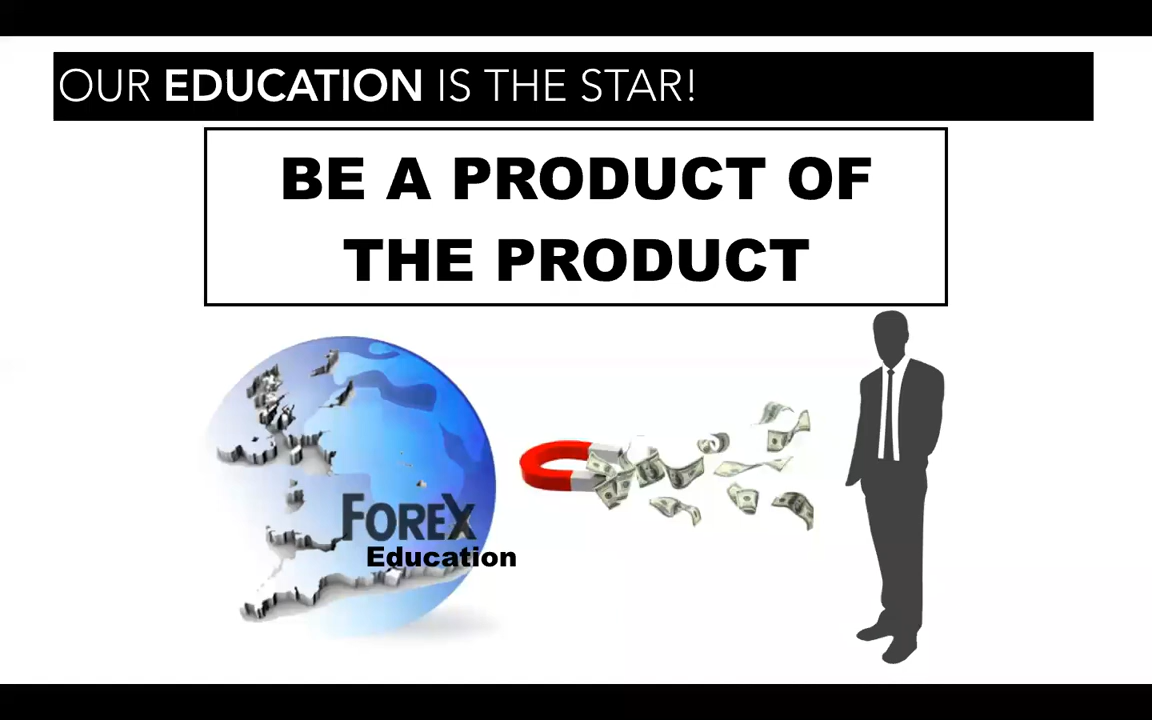 OUR EDUCATION IS THE STAR!
BE A PRODUCT OF
THE PRODUCT
FOREX
Education